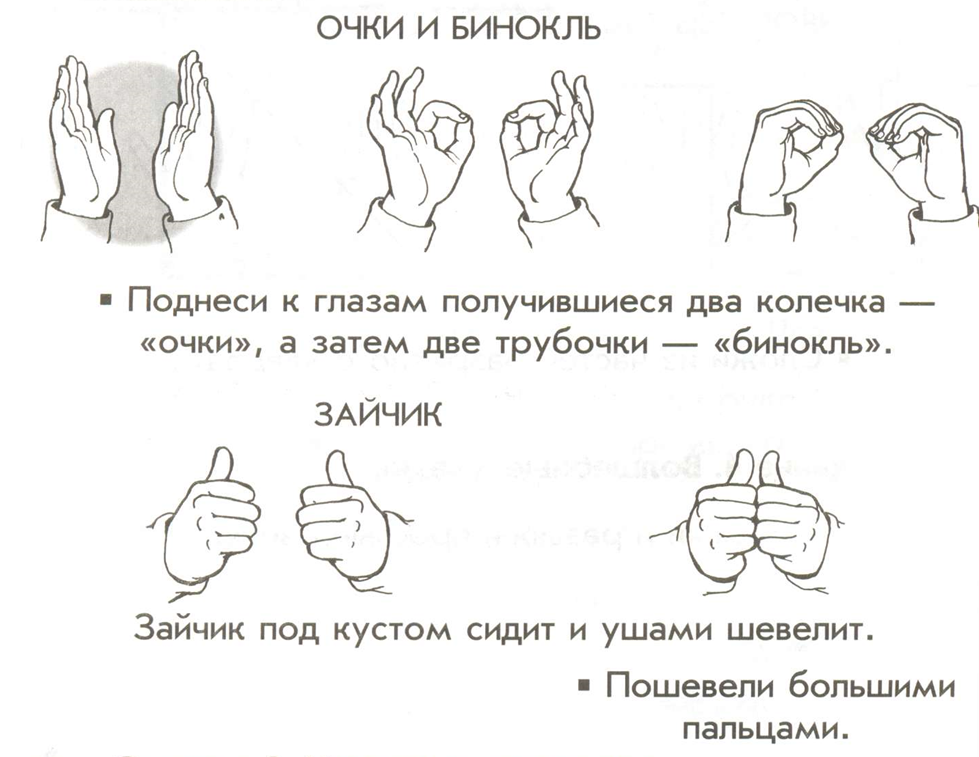 ОЧКИ И БИНОКЛЬ
▪ Поднеси к глазам получившиеся два колечка —
«очки», а затем две трубочки — «бинокль».
ЗАЙЧИК
Зайчик под кустом сидит и ушами шевелит.
▪ Пошевели большими
пальцами.